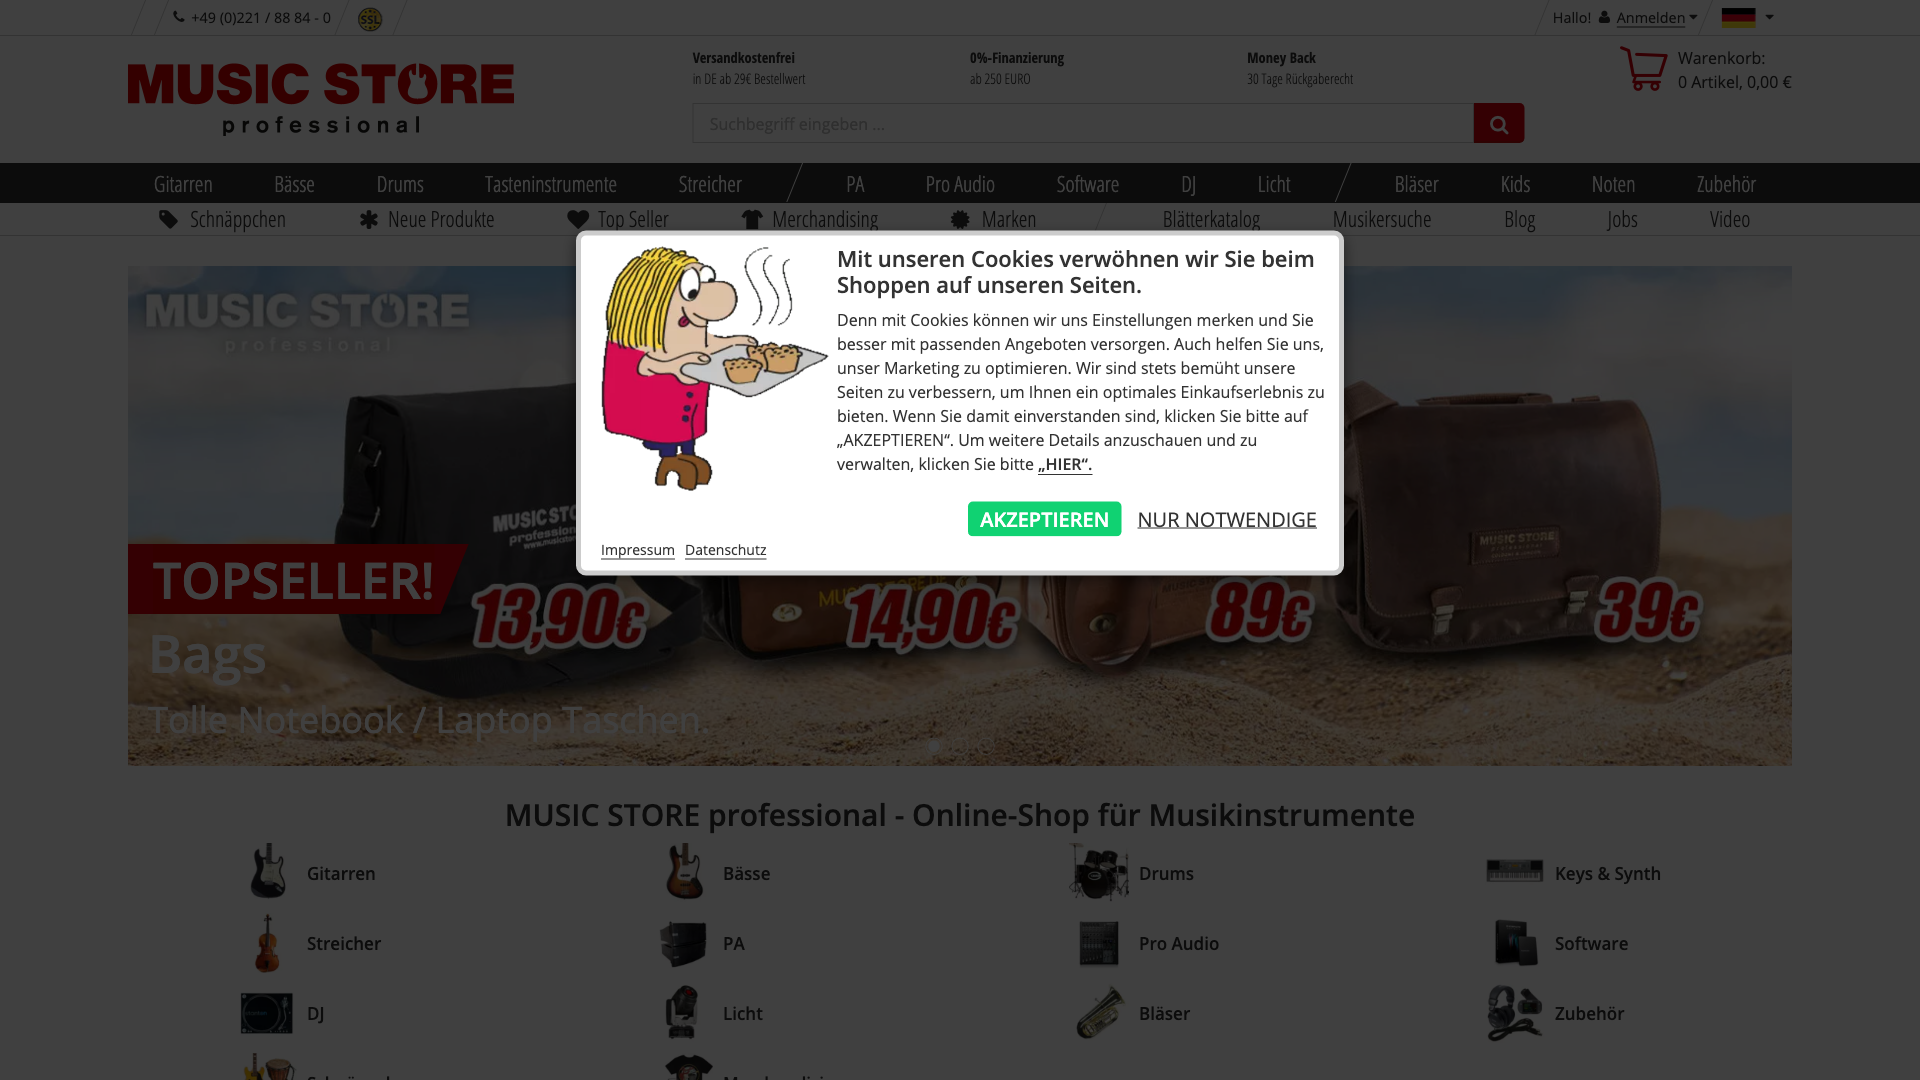 +49 (0)221 / 88 84 - 0
SSL
Hallo! Anmelden
MUSIC STORE
professional
Versandkostenfrei
in DE ab 29€ Bestellwert
0%-Finanzierung
ab 250 EURO
Money Back
30 Tage Rückgaberecht
Warenkorb:
0 Artikel, 0,00 €
Suchbegriff eingeben ...
Gitarren Bässe Drums Tasteninstrumente Streicher PA Pro Audio Software DJ Licht Bläser Kids Noten Zubehör
Schnäppchen Neue Produkte Top Seller Merchandising Marken Blätterkatalog Musikersuche Blog Jobs Video
Mit unseren Cookies verwöhnen wir Sie beim
Shoppen auf unseren Seiten.
Denn mit Cookies können wir uns Einstellungen merken und Sie
besser mit passenden Angeboten versorgen. Auch helfen Sie uns,
unser Marketing zu optimieren. Wir sind stets bemüht unsere
Seiten zu verbessern, um Ihnen ein optimales Einkaufserlebnis zu
bieten. Wenn Sie damit einverstanden sind, klicken Sie bitte auf
„AKZEPTIEREN“. Um weitere Details anzuschauen und zu
verwalten, klicken Sie bitte „HIER“.
AKZEPTIEREN NUR NOTWENDIGE
Impressum Datenschutz
MUSIC STORE
professional
MUSIC STORE
professional
TOPSELLER!
13,90€ 14,90€ 89€ 39€
Bags
Tolle Notebook / Laptop Taschen.
MUSIC STORE professional - Online-Shop für Musikinstrumente
Gitarren Bässe Drums Keys & Synth
Streicher PA Pro Audio Software
DJ Licht Bläser Zubehör